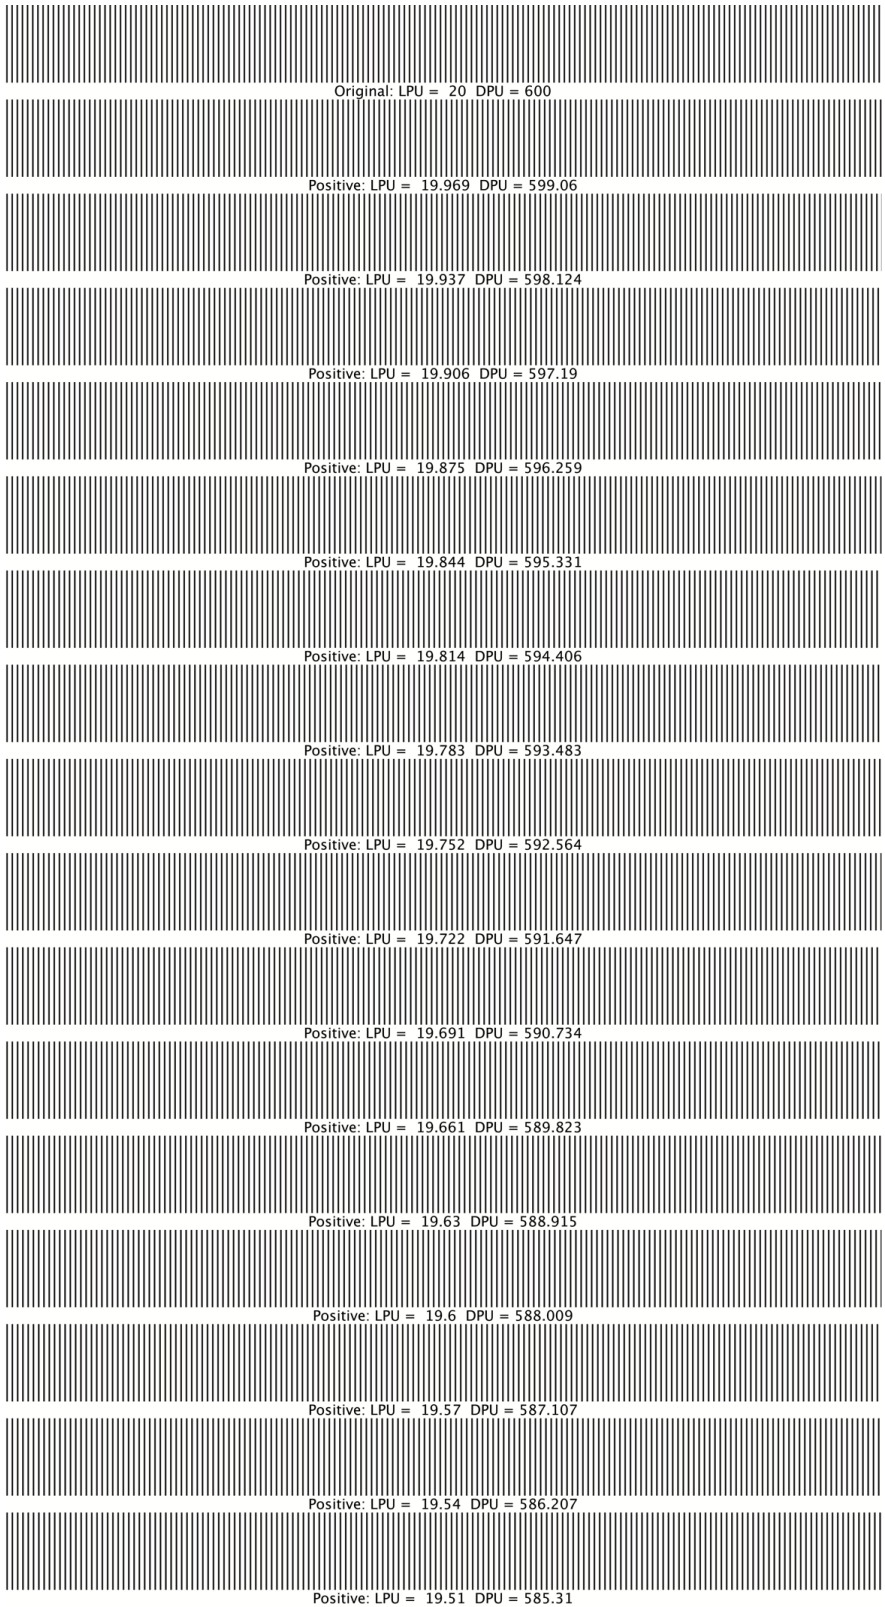 Original: LPU =  20  DPU = 600
Positive: LPU =  19.969  DPU = 599.06
Positive: LPU =  19.937  DPU = 598.124
Positive: LPU =  19.906  DPU = 597.19
Positive: LPU =  19.875  DPU = 596.259
Positive: LPU =  19.844  DPU = 595.331
Positive: LPU =  19.814  DPU = 594.406
Positive: LPU =  19.783  DPU = 593.483
Positive: LPU =  19.752  DPU = 592.564
Positive: LPU =  19.722  DPU = 591.647
Positive: LPU =  19.691  DPU = 590.734
Positive: LPU =  19.661  DPU = 589.823
Positive: LPU =  19.63  DPU = 588.915
Positive: LPU =  19.6  DPU = 588.009
Positive: LPU =  19.57  DPU = 587.107
Positive: LPU =  19.54  DPU = 586.207
Positive: LPU =  19.51  DPU = 585.31